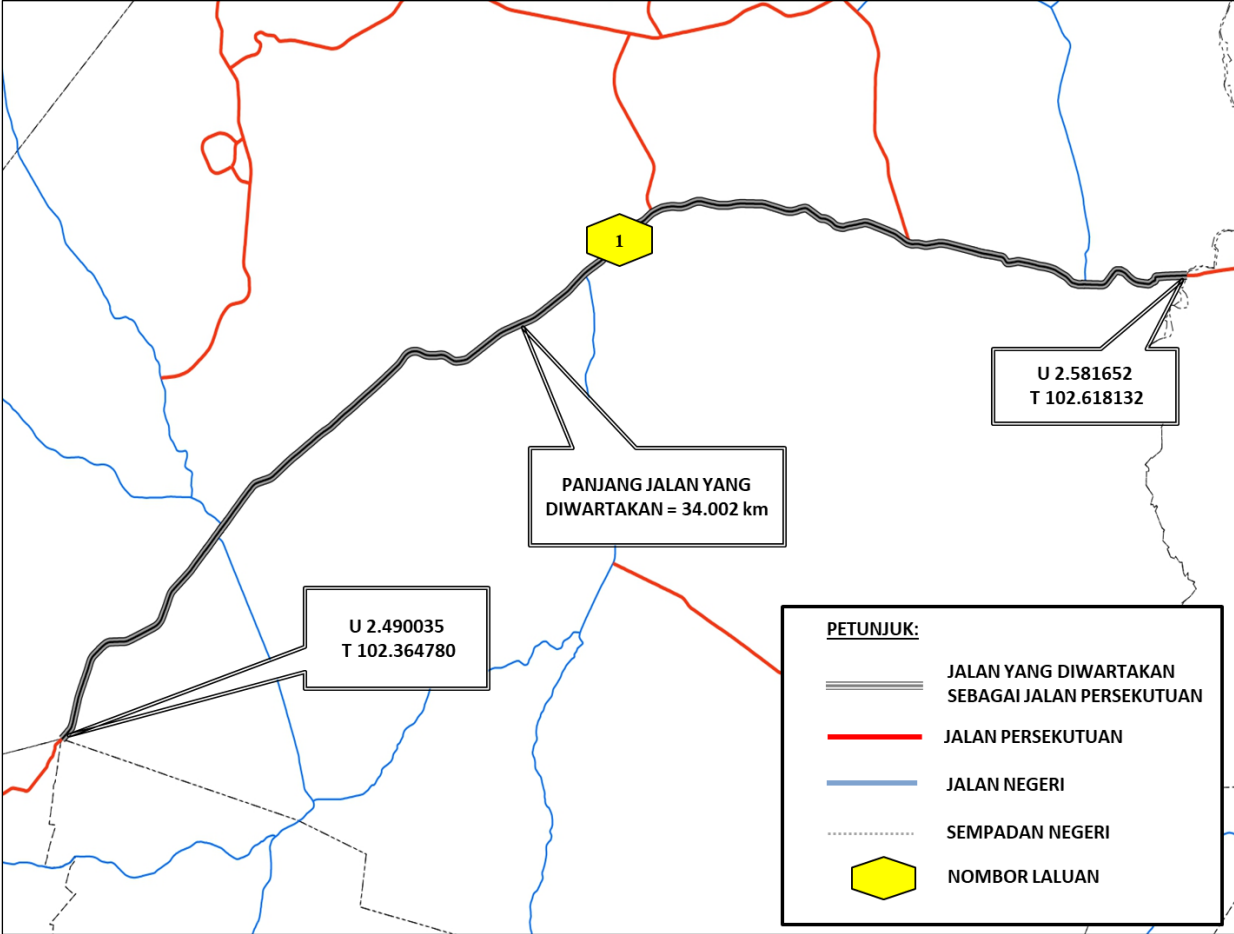 1
U 2.581652
T 102.618132
PANJANG JALAN YANG
DIWARTAKAN = 34.002 km
U 2.490035
T 102.364780
PETUNJUK:
JALAN YANG DIWARTAKAN
SEBAGAI JALAN PERSEKUTUAN
JALAN PERSEKUTUAN
JALAN NEGERI
SEMPADAN NEGERI
NOMBOR LALUAN